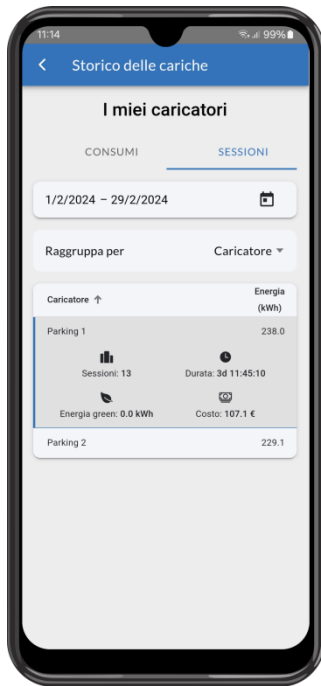 11:14 99%
Storico delle cariche
I miei caricatori
CONSUMI SESSIONI
1/2/2024 – 29/2/2024
Raggruppa per Caricatore
Caricatore ↑ Energia
(kWh)
Parking 1 238.0
Sessioni: 13 Durata: 3d 11:45:10
Energia green: 0.0 kWh Costo: 107.1 €
Parking 2 229.1